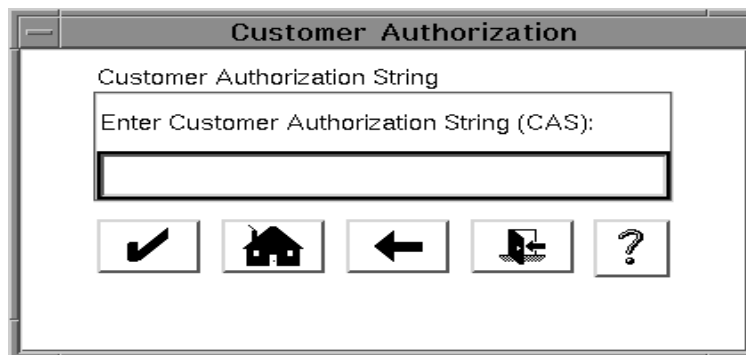 Customer Authorization
Customer Authorization String
Enter Customer Authorization String (CAS):
?